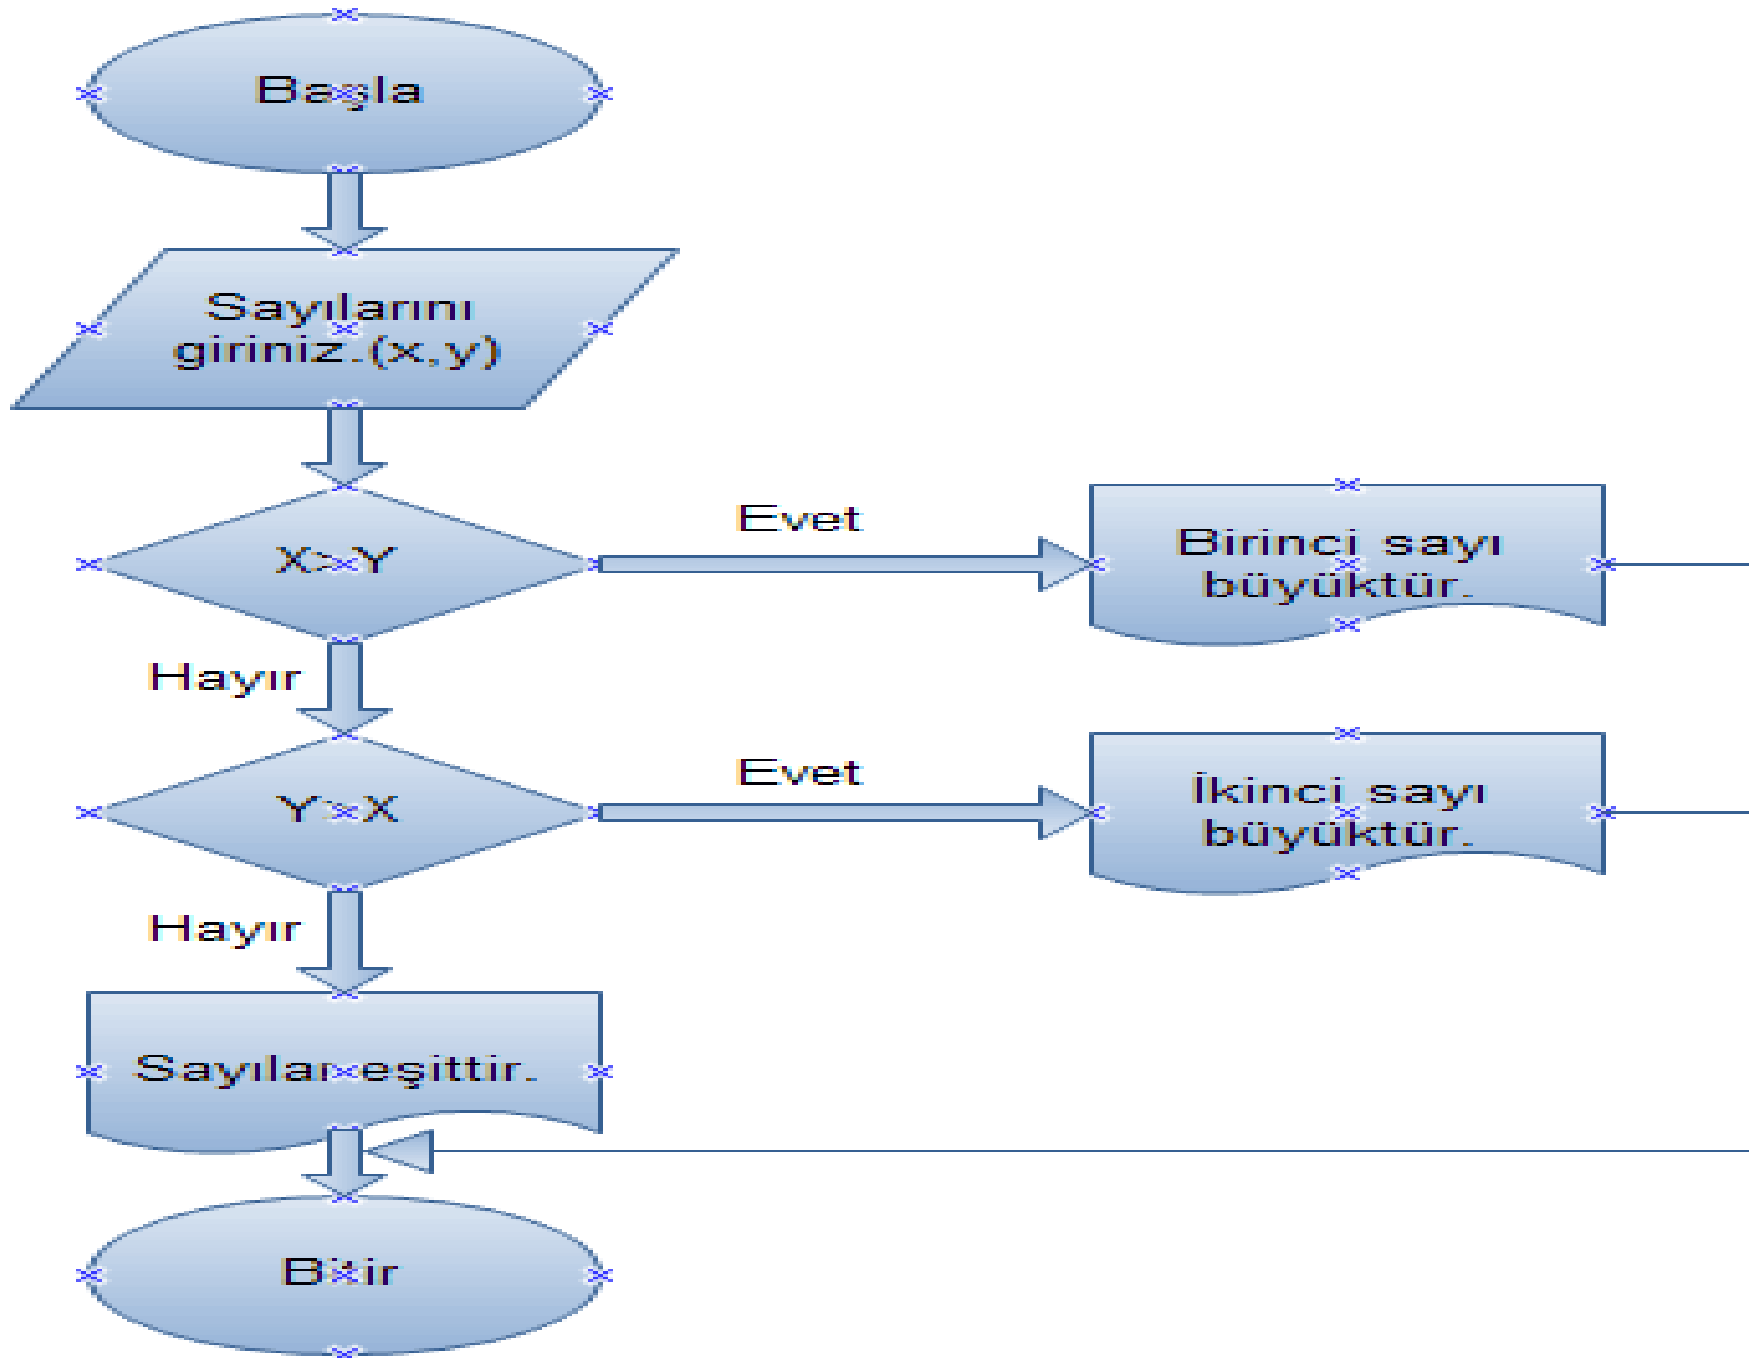 Başla
Sayılarını
giriniz.(x,y)
X>Y
Evet
Birinci sayı
büyüktür.
Hayır
Y>X
Evet
İkinci sayı
büyüktür.
Hayır
Sayılar eşittir.
Bitir